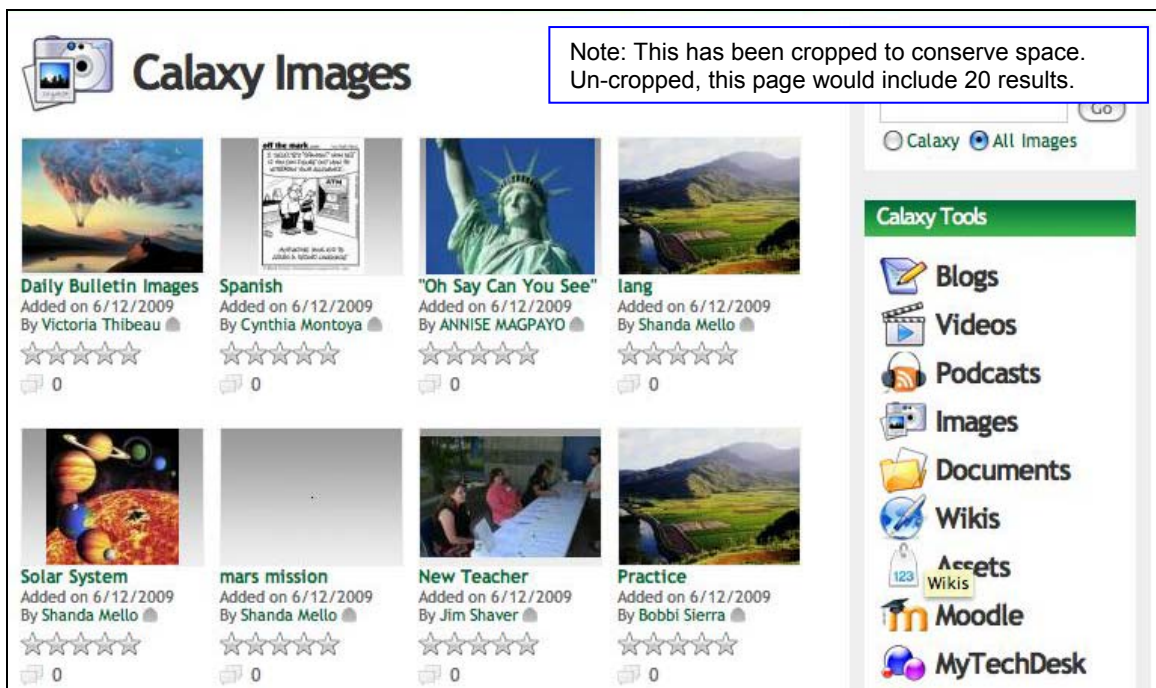 Calaxy Images
Note: This has been cropped to conserve space.
Un-cropped, this page would include 20 results.
Go
Calaxy All Images
off the mark
ATM
Daily Bulletin Images
Added on 6/12/2009
By Victoria Thibeau
0
Spanish
Added on 6/12/2009
By Cynthia Montoya
0
"Oh Say Can You See"
Added on 6/12/2009
By ANNISE MAGPAYO
0
lang
Added on 6/12/2009
By Shanda Mello
0
Solar System
Added on 6/12/2009
By Shanda Mello
0
mars mission
Added on 6/12/2009
By Shanda Mello
0
New Teacher
Added on 6/12/2009
By Jim Shaver
0
Practice
Added on 6/12/2009
By Bobbi Sierra
0
Calaxy Tools
Blogs
Videos
Podcasts
Images
Documents
Wikis
123
Assets
Wikis
Moodle
MyTechDesk